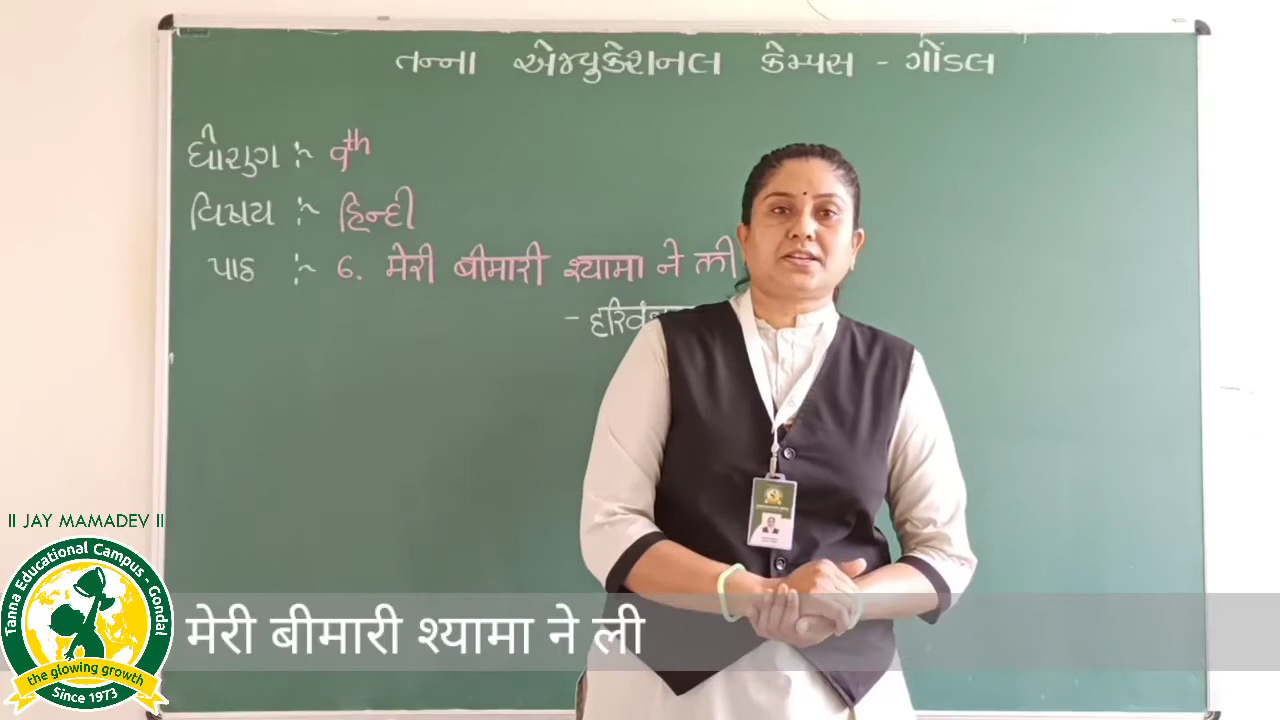 તન્ના એજ્યુકેશનલ કેમ્પસ - ગોંડલ
ધોરણ :- 9th
વિષય :- हिन्दी
પાઠ :- 6. मेरी बीमारी श्यामा ने ली
II JAY MAMADEV II
Tanna Educational Campus - Gondal
the glowing growth
Since 1973
मेरी बीमारी श्यामा ने ली